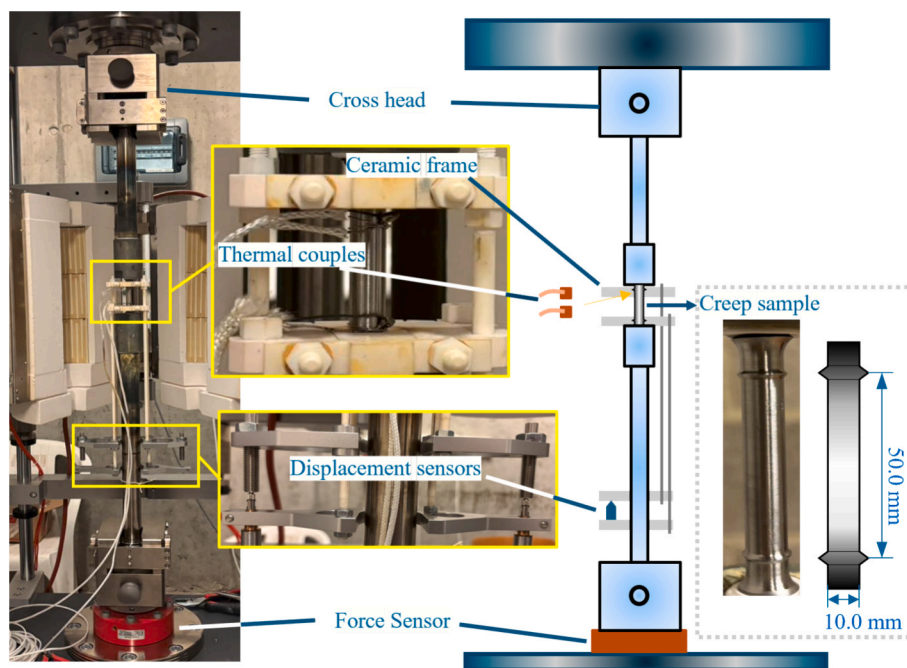 Cross head
Ceramic frame
Thermal couples
Creep sample
Displacement sensors
50.0 mm
10.0 mm
Force Sensor